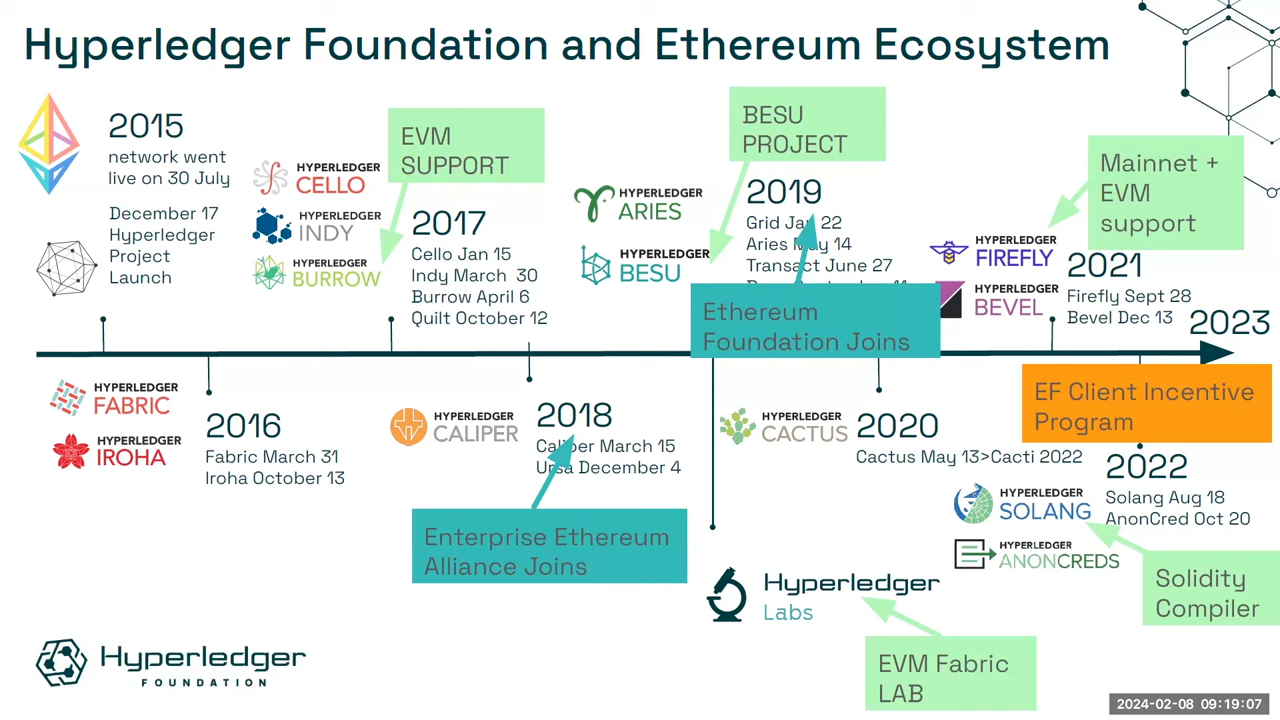 Hyperledger Foundation and Ethereum Ecosystem
2015
network went
live on 30 July
December 17
Hyperledger
Project
Launch
HYPERLEDGER
CELLO
HYPERLEDGER
INDY
HYPERLEDGER
BURROW
EVM
SUPPORT
2017
Cello Jan 15
Indy March 30
Burrow April 6
Quilt October 12
HYPERLEDGER
ARIES
HYPERLEDGER
BESU
BESU
PROJECT
2019
Grid Jan 22
Aries May 14
Transact June 27
Ethereum
Foundation Joins
HYPERLEDGER
FIREFLY
HYPERLEDGER
BEVEL
Mainnet +
EVM
support
2021
Firefly Sept 28
Bevel Dec 13
2023
HYPERLEDGER
FABRIC
HYPERLEDGER
IROHA
2016
Fabric March 31
Iroha October 13
HYPERLEDGER
CALIPER
2018
Caliper March 15
Ursa December 4
Enterprise Ethereum
Alliance Joins
HYPERLEDGER
CACTUS
2020
Cactus May 13>Cacti 2022
EF Client Incentive
Program
2022
Solang Aug 18
AnonCred Oct 20
HYPERLEDGER
SOLANG
HYPERLEDGER
ANONCREDS
Solidity
Compiler
Hyperledger
Labs
EVM Fabric
LAB
Hyperledger
FOUNDATION
2024-02-08 09:19:07